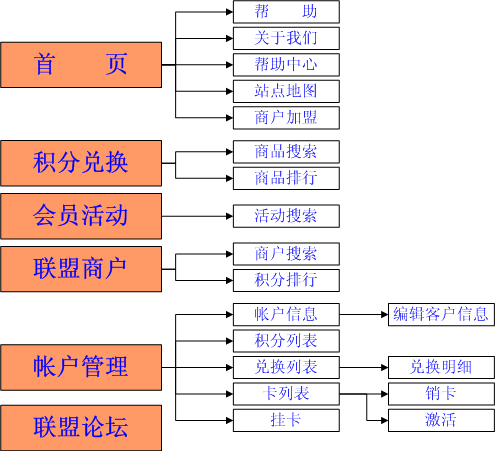 首 页
帮 助
关于我们
帮助中心
站点地图
商户加盟
积分兑换
商品搜索
商品排行
会员活动
活动搜索
联盟商户
商户搜索
积分排行
帐户管理
帐户信息
编辑客户信息
积分列表
兑换列表
兑换明细
卡列表
销卡
激活
挂卡
联盟论坛